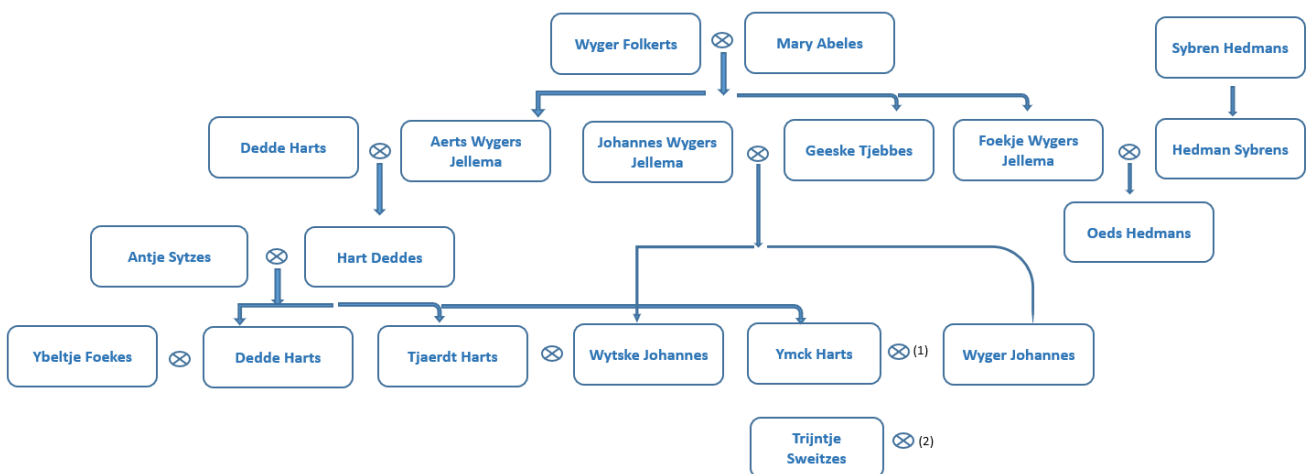 Wyger Folkerts
Mary Abeles
Sybren Hedmans
Dedde Harts
Aerts Wygers
Jellema
Johannes Wygers
Jellema
Geeske Tjebbes
Foekje Wygers
Jellema
Hedman Sybrens
Oeds Hedmans
Antje Sytzes
Hart Deddes
Ybeltje Foekes
Dedde Harts
Tjaerdt Harts
Wytske Johannes
Ymck Harts
(1)
Wyger Johannes
Trijntje
Sweitzes
(2)